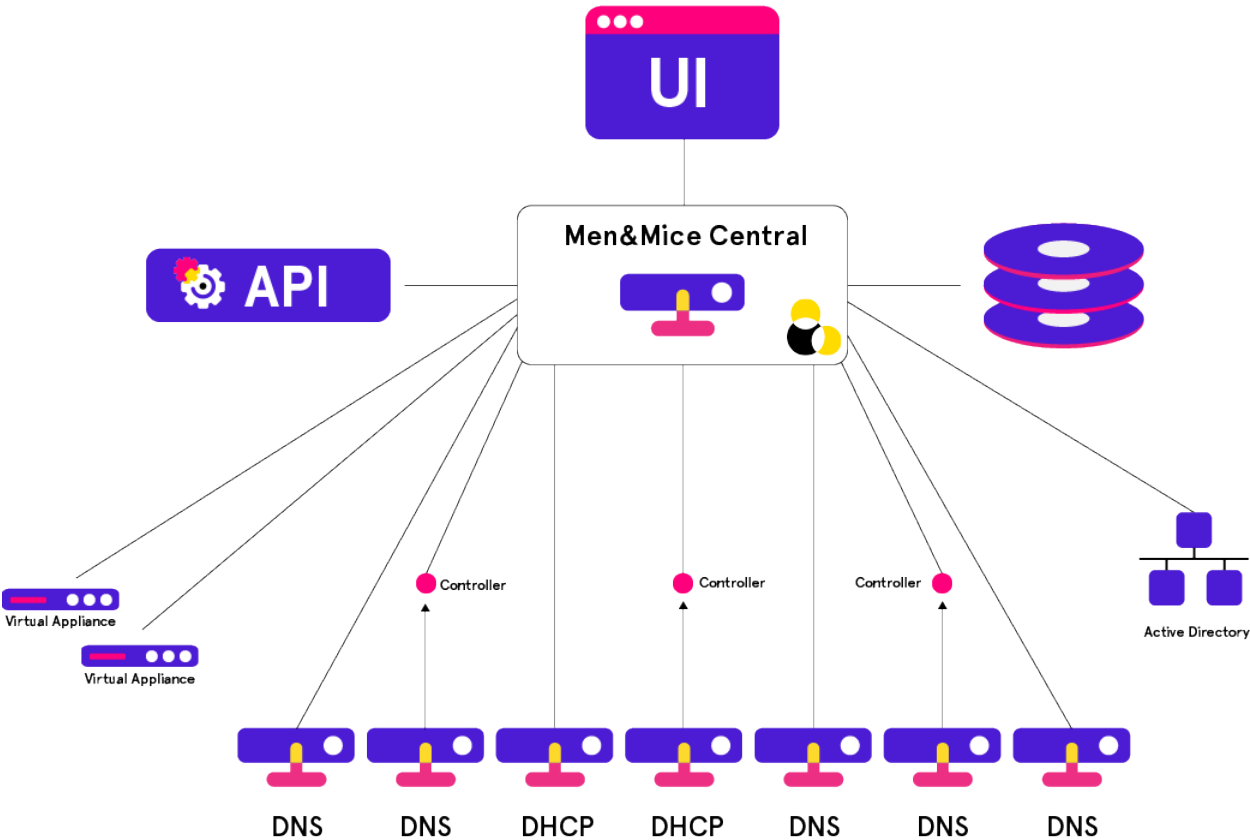 UI
Men&Mice Central
API
Controller
Controller
Controller
Virtual Appliance
Active Directory
Virtual Appliance
DNS
DNS
DHCP
DHCP
DNS
DNS
DNS